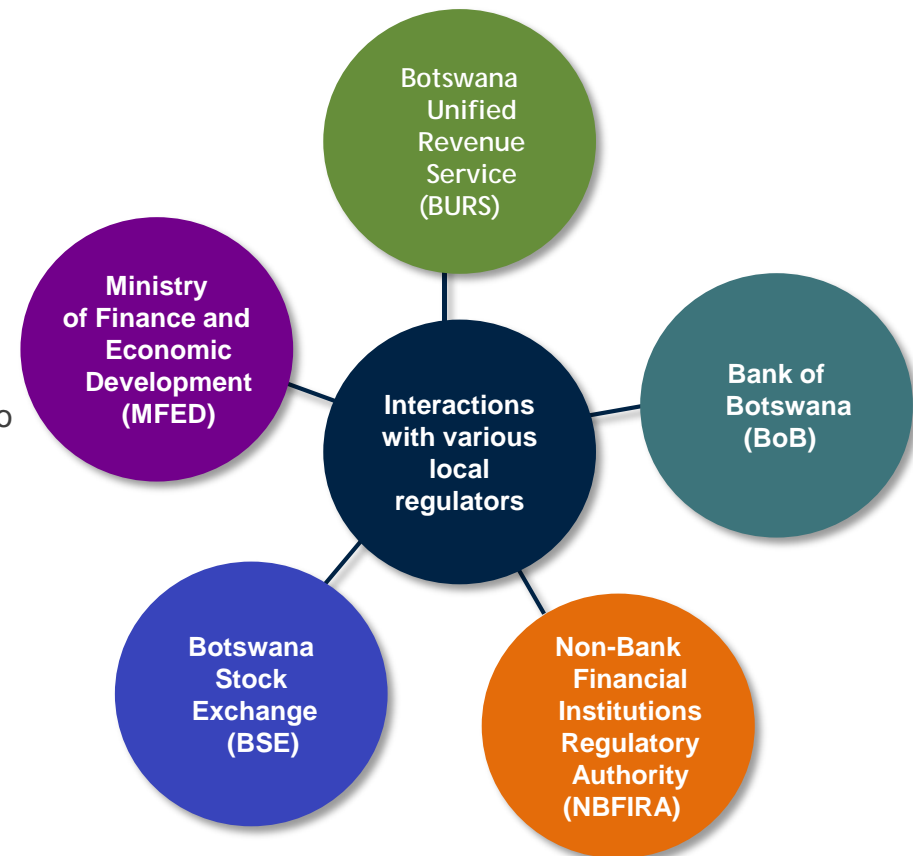 Botswana
Unified
Revenue
Service
(BURS)
Ministry
of Finance and
Economic
Development
(MFED)
o
Interactions
with various
local
regulators
Bank of
Botswana
(BoB)
Botswana
Stock
Exchange
(BSE)
Non-Bank
Financial
Institutions
Regulatory
Authority
(NBFIRA)